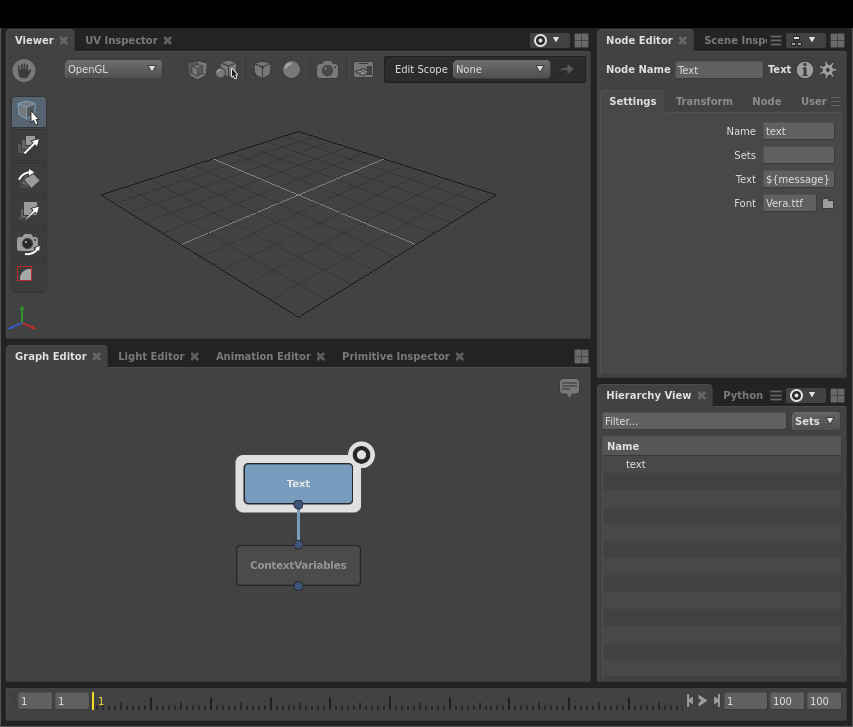 Viewer
UV Inspector
OpenGL
Edit Scope
None
Node Editor
Scene Insp
Node Name
Text
Text
Settings
Transform
Node
User
Name
text
Sets
Text
${message}
Font
Vera.ttf
Graph Editor
Light Editor
Animation Editor
Primitive Inspector
Text
ContextVariables
Hierarchy View
Python
Filter...
Sets
Name
text
1
1
1
1
100
100